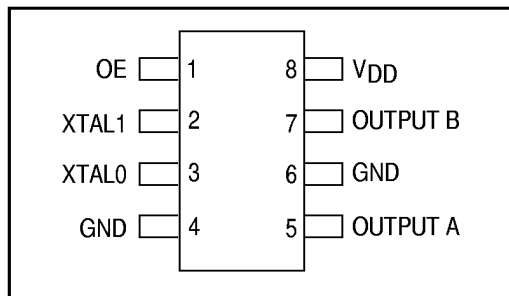 OE 1 8 VDD
XTAL1 2 7 OUTPUT B
XTAL0 3 6 GND
GND 4 5 OUTPUT A